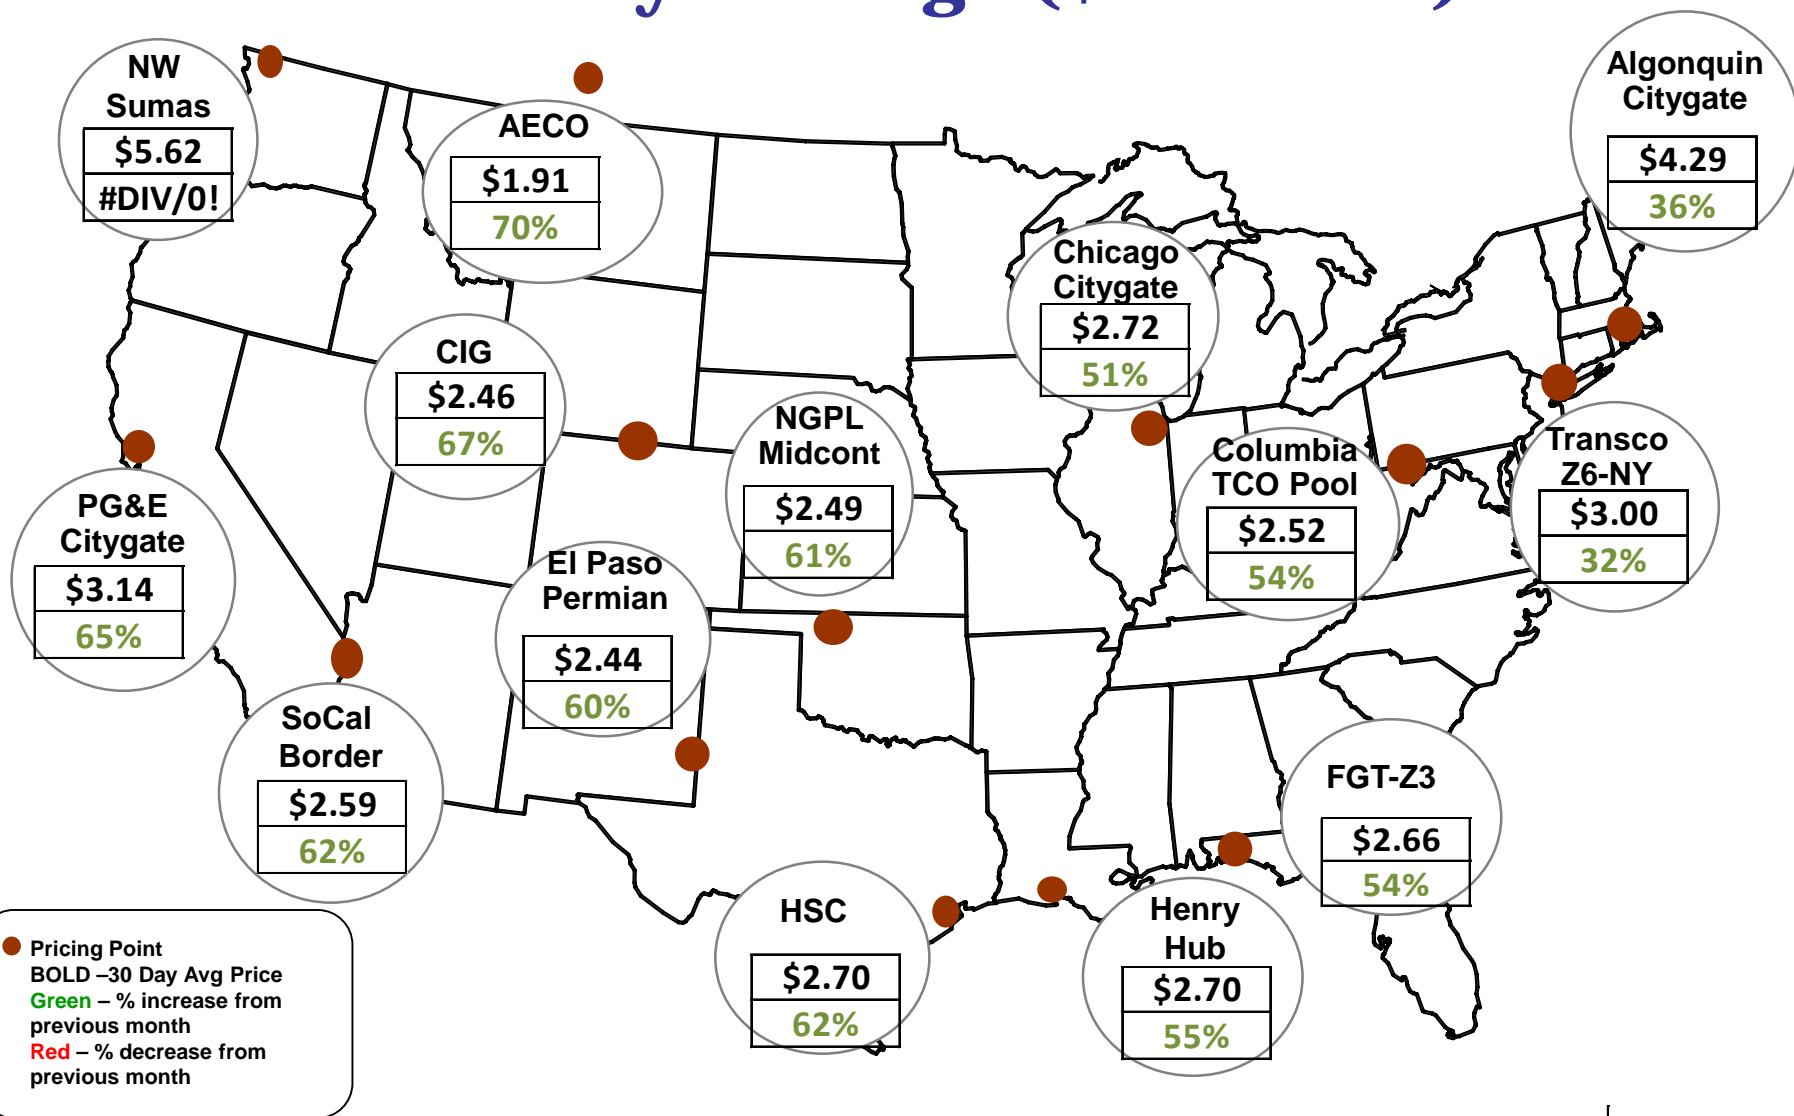 NW
Sumas
$5.62
#DIV/0!
AECO
$1.91
70%
Algonquin
Citygate
$4.29
36%
Chicago
Citygate
$2.72
51%
CIG
$2.46
67%
NGPL
Midcont
$2.49
61%
Columbia
TCO Pool
$2.52
54%
Transco
Z6-NY
$3.00
32%
PG&E
Citygate
$3.14
65%
El Paso
Permian
$2.44
60%
SoCal
Border
$2.59
62%
FGT-Z3
$2.66
54%
HSC
$2.70
62%
Henry
Hub
$2.70
55%
Pricing Point
BOLD –30 Day Avg Price
Green – % increase from
previous month
Red – % decrease from
previous month